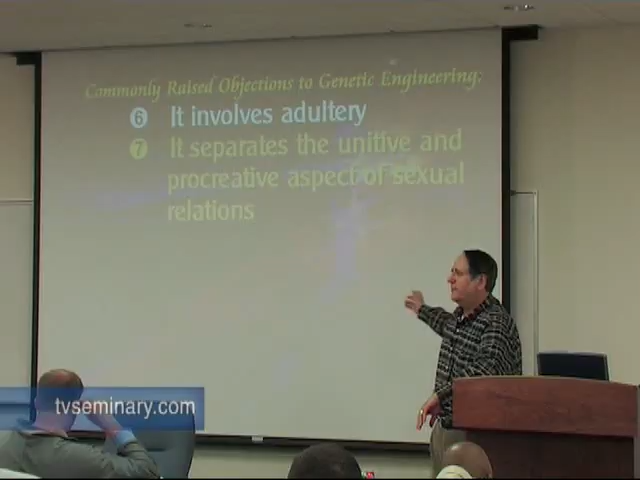 Commonly Raised Objections to Genetic Engineering:
6 It involves adultery
7 It separates the unitive and
procreative aspect of sexual
relations
tvseminary.com